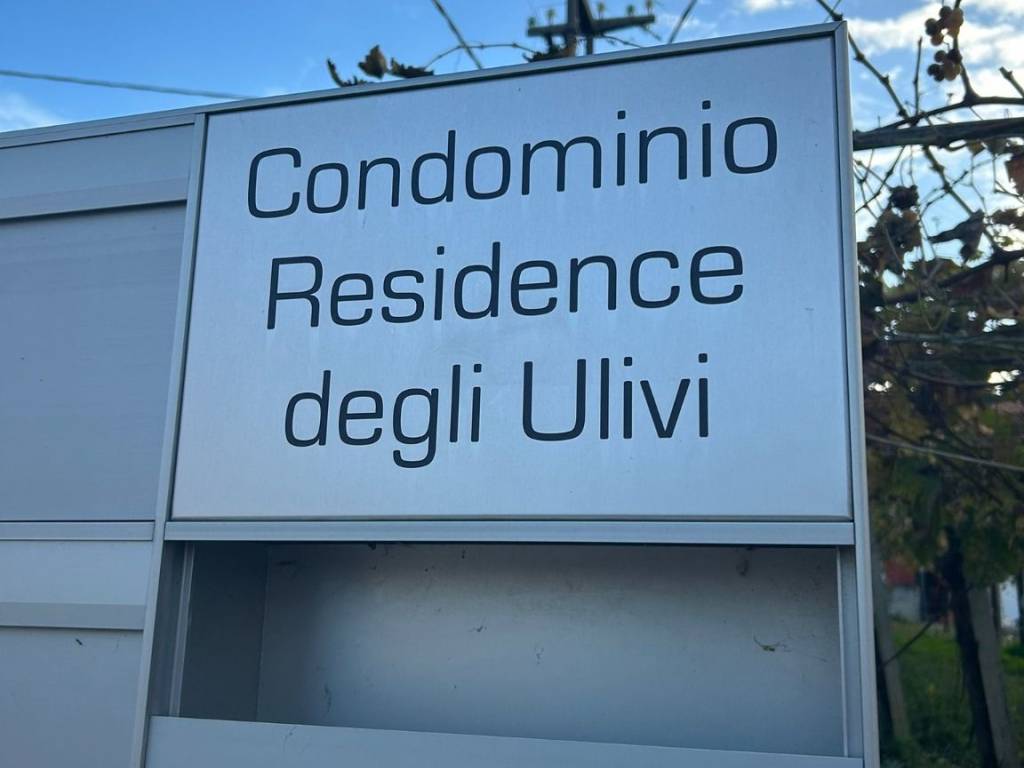 Condominio
Residence
degli Ulivi